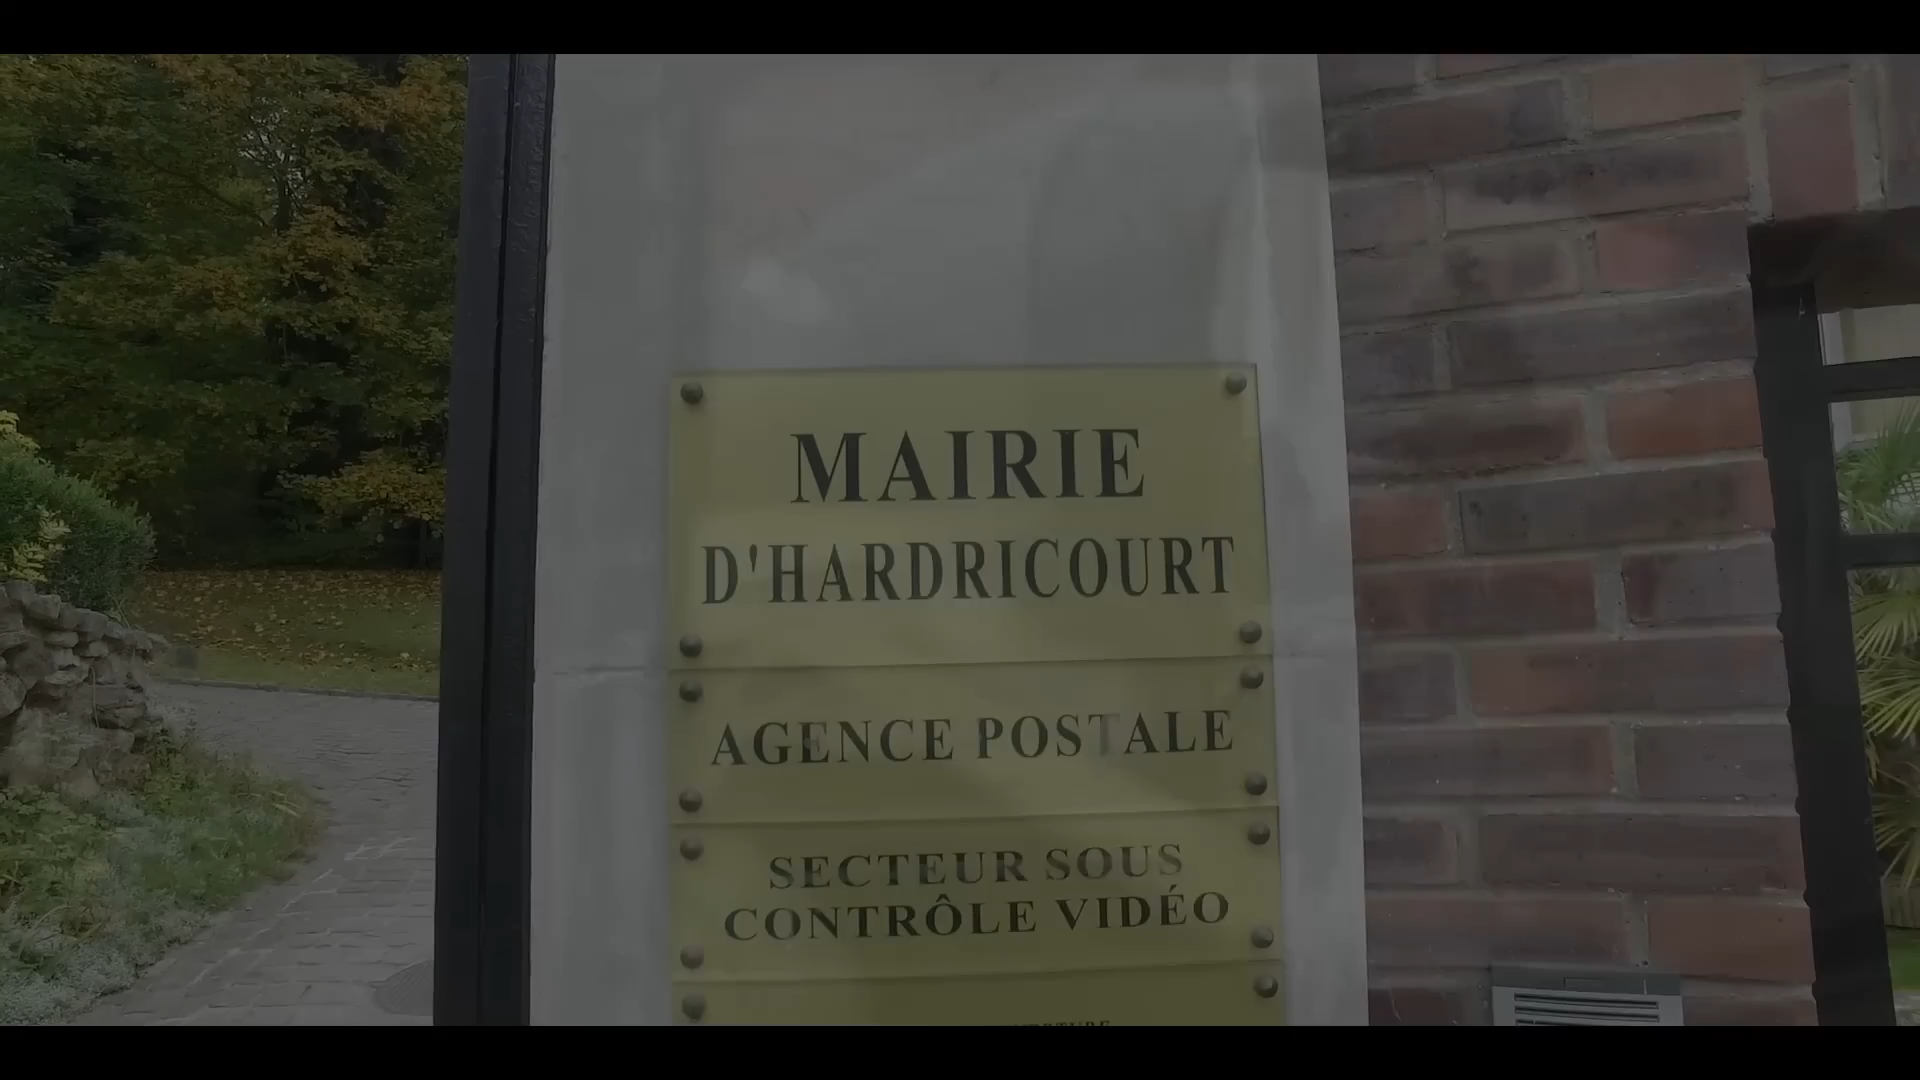 MAIRIE
D'HARDRICOURT
AGENCE POSTALE
SECTEUR SOUS
CONTRÔLE VIDÉO